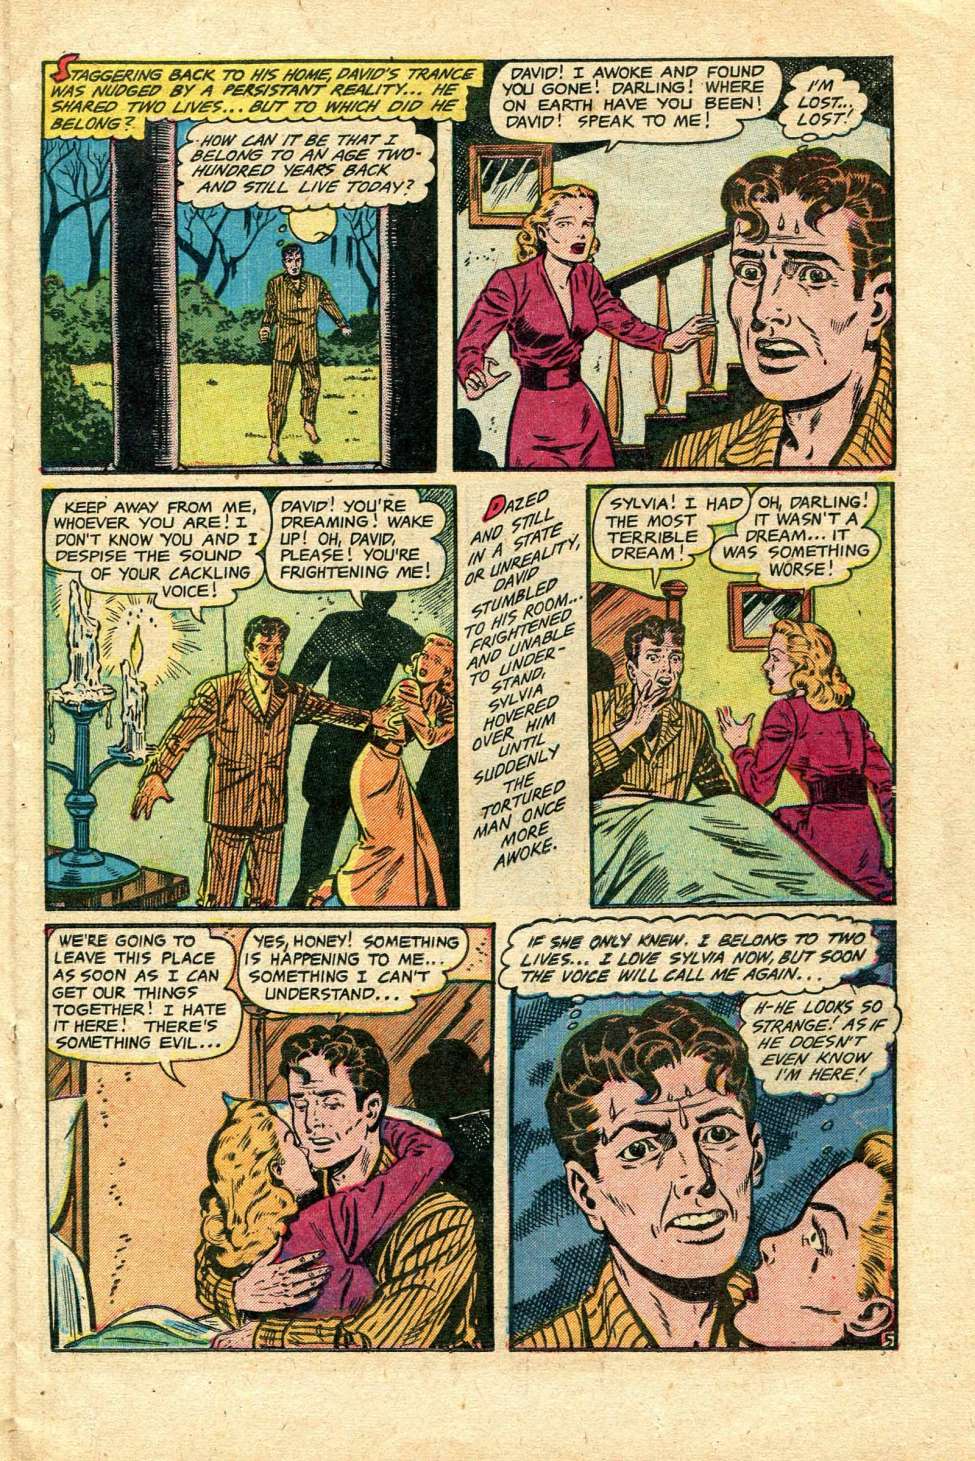 STAGGERING BACK TO HIS HOME, DAVID'S TRANCE
WAS NUDGED BY A PERSISTANT REALITY... HE
SHARED TWO LIVES... BUT TO WHICH DID HE
BELONG?
HOW CAN IT BE THAT I
BELONG TO AN AGE TWO-
HUNDRED YEARS BACK
AND STILL LIVE TODAY?
DAVID! I AWOKE AND FOUND
YOU GONE! DARLING! WHERE
ON EARTH HAVE YOU BEEN!
DAVID! SPEAK TO ME!
I'M
LOST...
LOST!
KEEP AWAY FROM ME,
WHOEVER YOU ARE! I
DON'T KNOW YOU AND I
DESPISE THE SOUND
OF YOUR CACKLING
VOICE!
DAVID! YOU'RE
DREAMING! WAKE
UP! OH, DAVID,
PLEASE! YOU'RE
FRIGHTENING ME!
DAZED
AND STILL
IN A STATE
OR UNREALITY,
DAVID
STUMBLED
TO HIS ROOM...
FRIGHTENED
AND UNABLE
TO UNDER-
STAND,
SYLVIA
HOVERED
OVER HIM
UNTIL
SUDDENLY
THE
TORTURED
MAN ONCE
MORE
AWOKE.
SYLVIA! I HAD
THE MOST
TERRIBLE
DREAM!
OH, DARLING!
IT WASN'T A
DREAM... IT
WAS SOMETHING
WORSE!
WE'RE GOING TO
LEAVE THIS PLACE
AS SOON AS I CAN
GET OUR THINGS
TOGETHER! I HATE
IT HERE! THERE'S
SOMETHING EVIL...
YES, HONEY! SOMETHING
IS HAPPENING TO ME...
SOMETHING I CAN'T
UNDERSTAND...
IF SHE ONLY KNEW. I BELONG TO TWO
LIVES... I LOVE SYLVIA NOW, BUT SOON
THE VOICE WILL CALL ME AGAIN...
H-HE LOOKS SO
STRANGE! AS IF
HE DOESN'T
EVEN KNOW
I'M HERE!
5